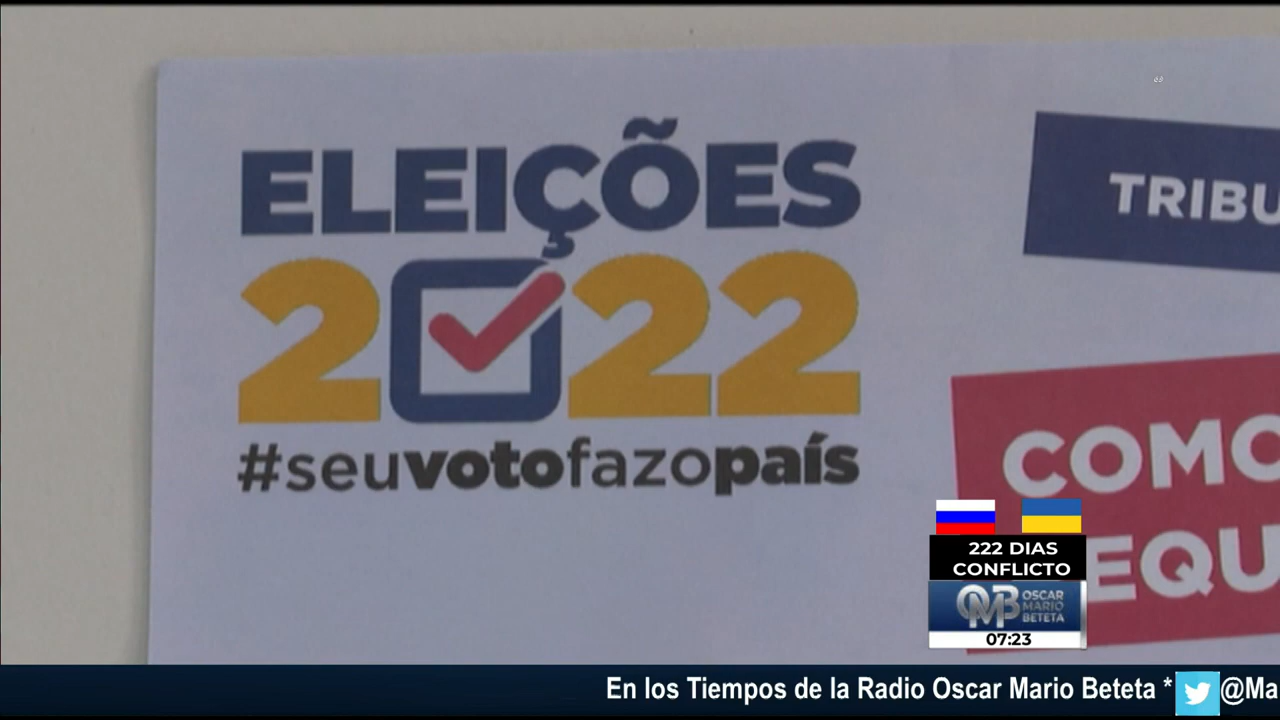 ELEIÇÕES
2022
#seuvotofazopaís
TRIBU
COMO
EQU
222 DIAS
CONFLICTO
OMB OSCAR
MARIO
BETETA
07:23
En los Tiempos de la Radio Oscar Mario Beteta * @Ma